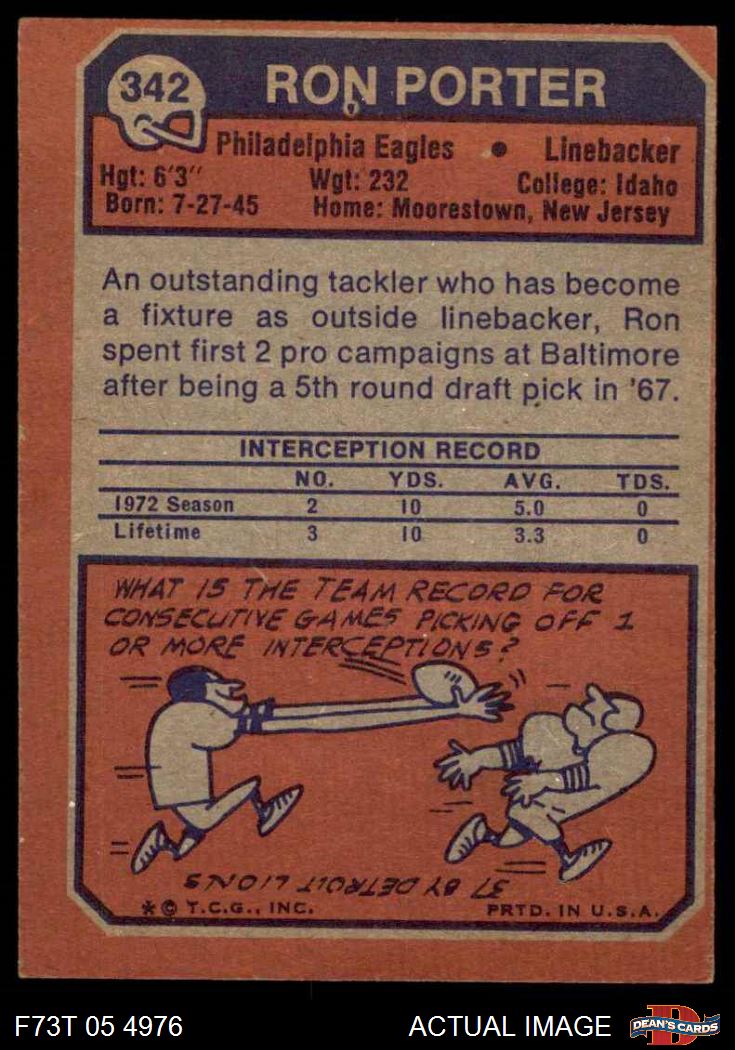 342
RON PORTER
Philadelphia Eagles • Linebacker
Hgt: 6'3" Wgt: 232 College: Idaho
Born: 7-27-45 Home: Moorestown, New Jersey
An outstanding tackler who has become
a fixture as outside linebacker, Ron
spent first 2 pro campaigns at Baltimore
after being a 5th round draft pick in '67.
INTERCEPTION RECORD
NO. YDS. AVG. TDS.
1972 Season 2 10 5.0 0
Lifetime 3 10 3.3 0
WHAT IS THE TEAM RECORD FOR
CONSECUTIVE GAMES PICKING OFF 1
OR MORE INTERCEPTIONS?
37 BY DETROIT LIONS
* © T.C.G., INC. PRTD. IN U.S.A.
F73T 05 4976 ACTUAL IMAGE D DEAN'S CARDS